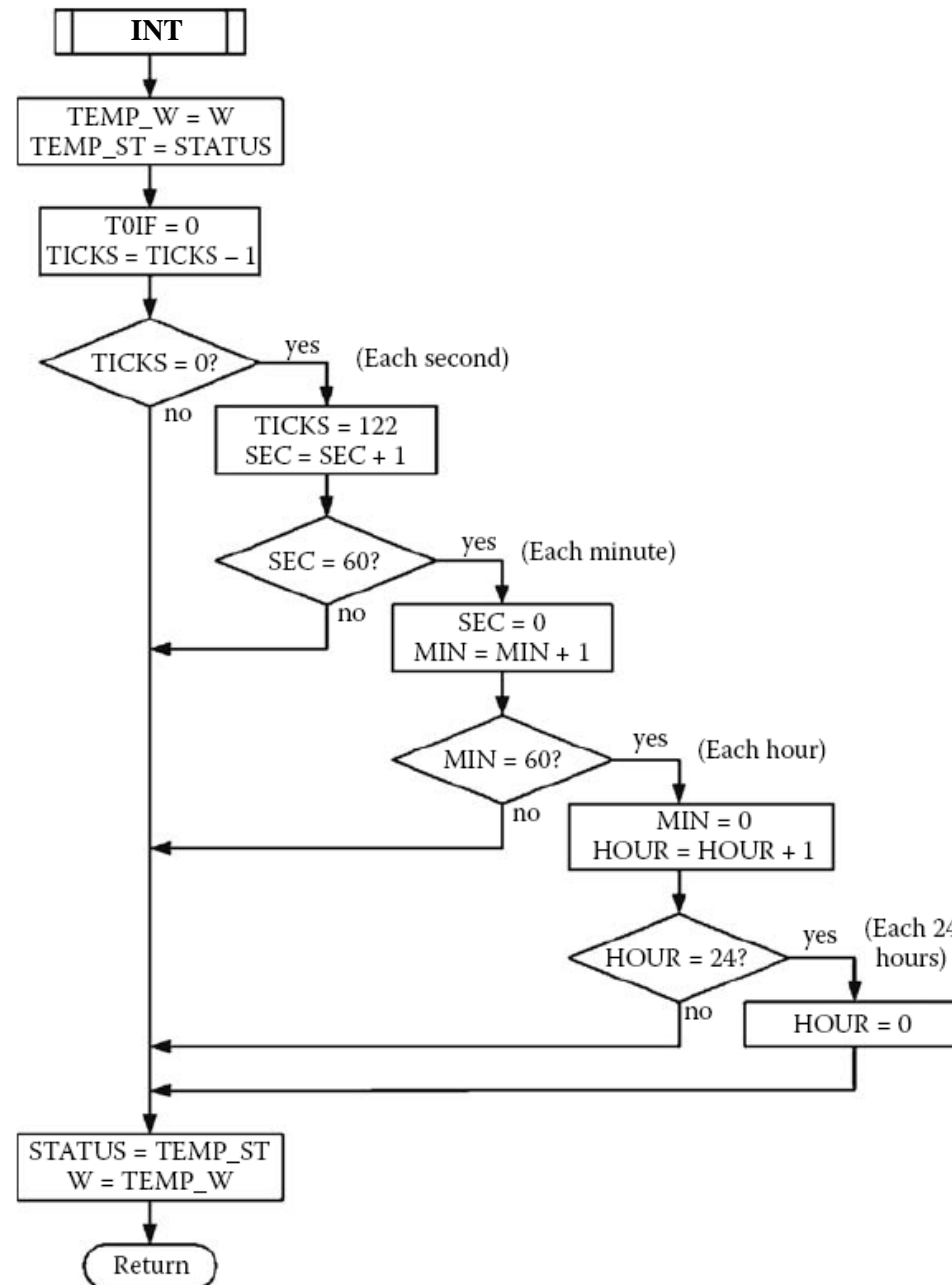 INT
TEMP_W = W
TEMP_ST = STATUS
T0IF = 0
TICKS = TICKS – 1
TICKS = 0?
yes
(Each second)
no
TICKS = 122
SEC = SEC + 1
SEC = 60?
yes
(Each minute)
no
SEC = 0
MIN = MIN + 1
MIN = 60?
yes
(Each hour)
no
MIN = 0
HOUR = HOUR + 1
HOUR = 24?
yes
(Each 24
hours)
no
HOUR = 0
STATUS = TEMP_ST
W = TEMP_W
Return